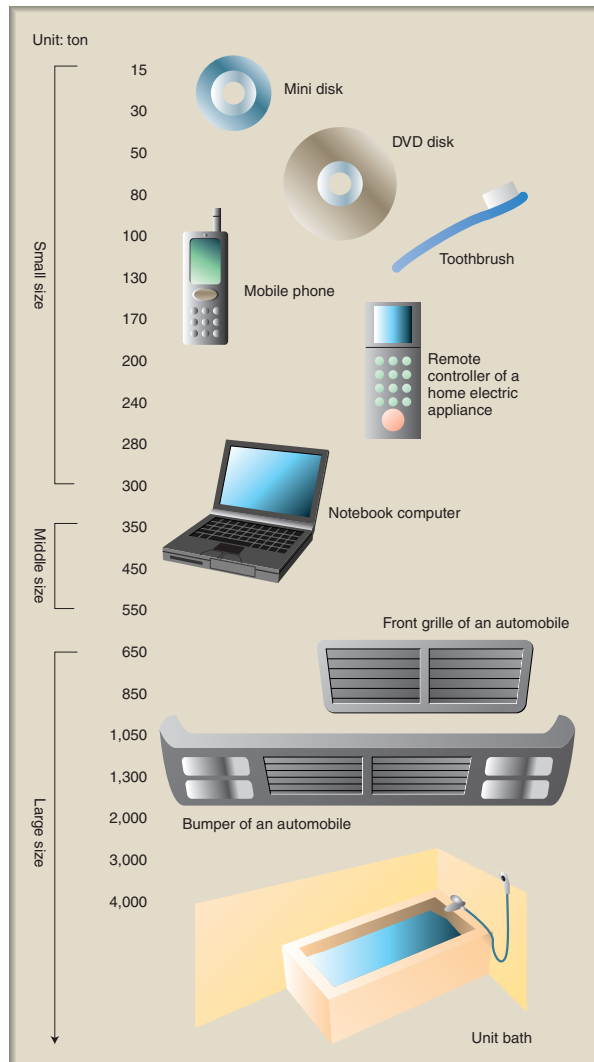 Unit: ton
15
Mini disk
30
DVD disk
50
80
100
Toothbrush
Small size
130
Mobile phone
170
200
Remote
controller of a
home electric
appliance
240
280
300
Notebook computer
350
Middle size
450
550
Front grille of an automobile
650
850
1,050
1,300
Large size
2,000
Bumper of an automobile
3,000
4,000
Unit bath